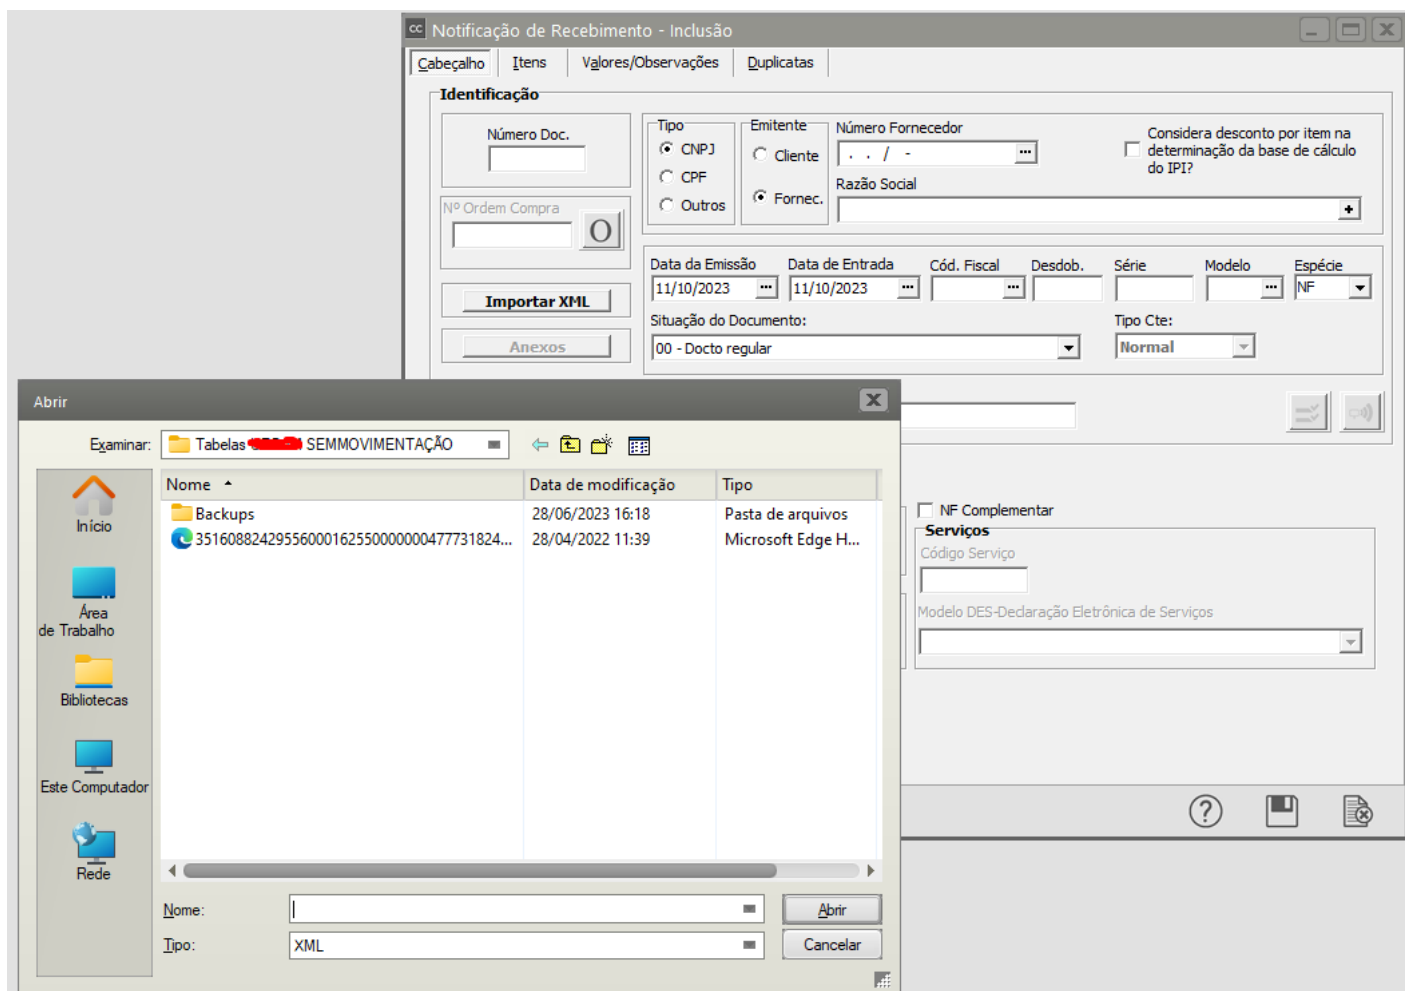 cc Notificação de Recebimento - Inclusão
Cabeçalho Itens Valores/Observações Duplicatas
Identificação
Número Doc.
Nº Ordem Compra
O
Importar XML
Anexos
Tipo
CNPJ
CPF
Outros
Emitente
Cliente
Fornec.
Número Fornecedor
. . / -
Razão Social
Considera desconto por item na
determinação da base de cálculo
do IPI?
Data da Emissão Data de Entrada Cód. Fiscal Desdob. Série Modelo Espécie
11/10/2023 11/10/2023 NF
Situação do Documento: Tipo Cte:
00 - Docto regular Normal
NF Complementar
Serviços
Código Serviço
Modelo DES-Declaração Eletrônica de Serviços
Abrir
Examinar: Tabelas SEMMOVIMENTAÇÃO
Início
Área
de Trabalho
Bibliotecas
Este Computador
Rede
Nome Data de modificação Tipo
Backups 28/06/2023 16:18 Pasta de arquivos
35160882429556000162550000000477731824... 28/04/2022 11:39 Microsoft Edge H...
Nome: Abrir
Tipo: XML Cancelar